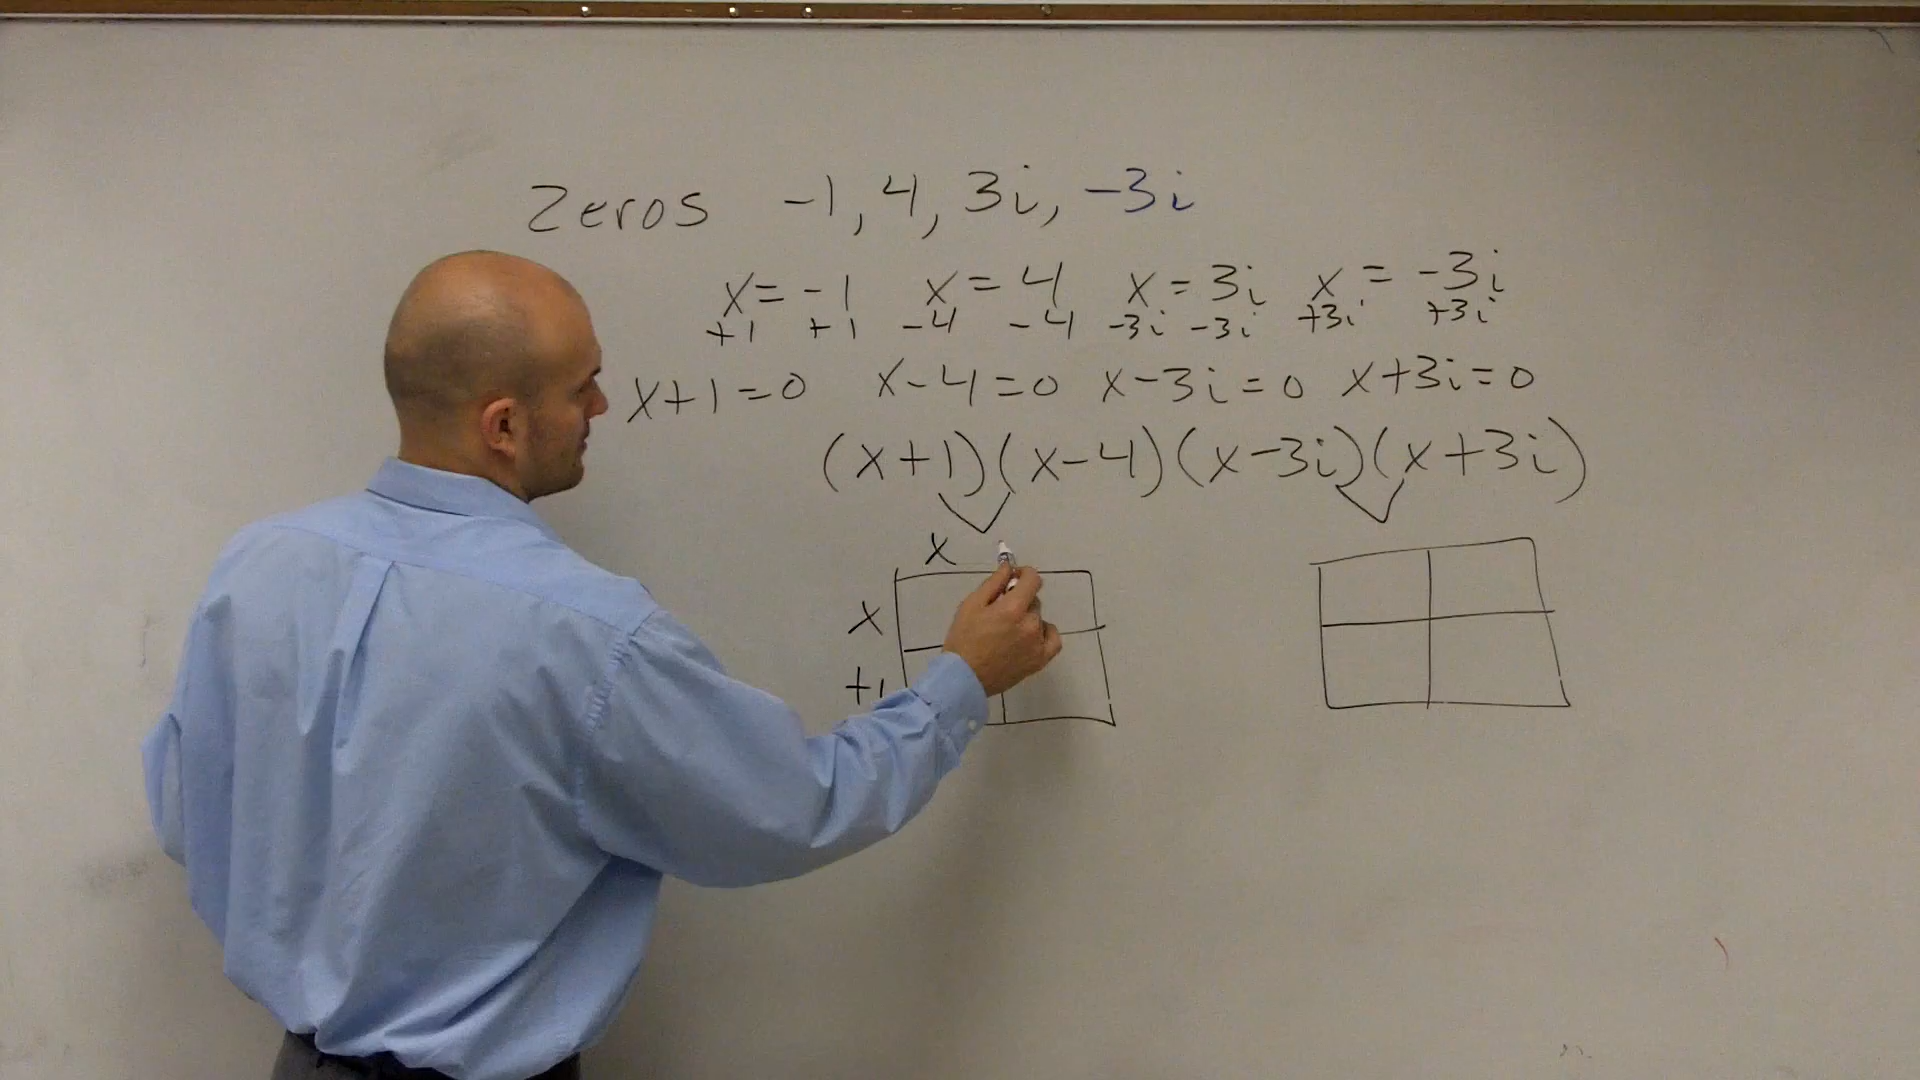 Zeros -1, 4, 3i, -3i
x = -1 x = 4 x = 3i x = -3i
+1 +1 -4 -4 -3i -3i +3i +3i
x+1=0 x-4=0 x-3i=0 x+3i=0
(x+1)(x-4)(x-3i)(x+3i)
x
x
+1